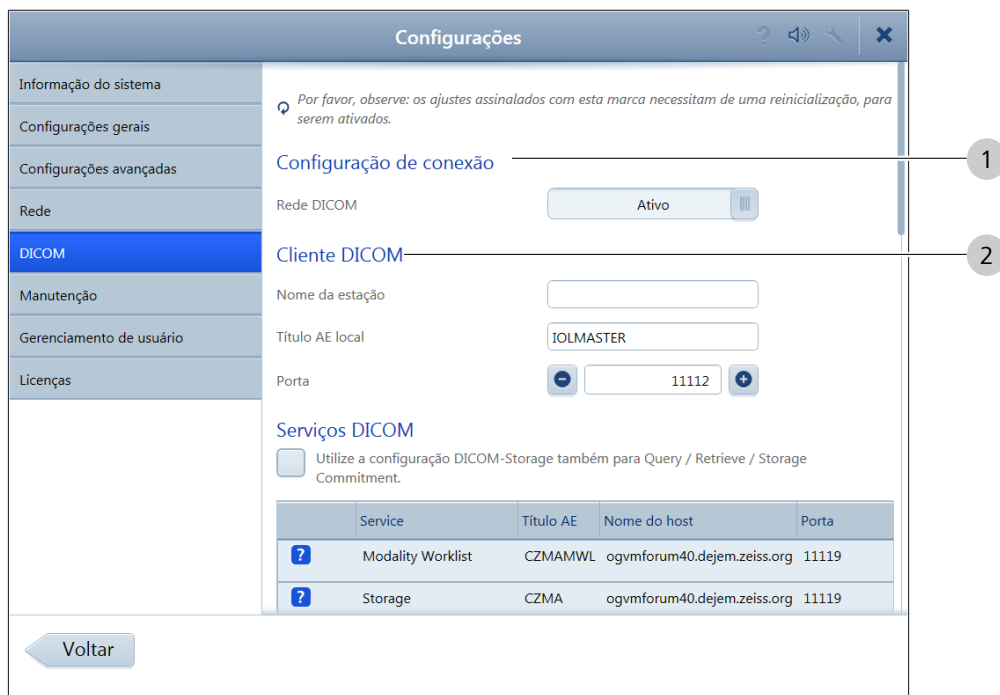 Configurações
Informação do sistema
Configurações gerais
Configurações avançadas
Rede
DICOM
Manutenção
Gerenciamento de usuário
Licenças
Por favor, observe: os ajustes assinalados com esta marca necessitam de uma reinicialização, para
serem ativados.
Configuração de conexão
1
Rede DICOM
Ativo
Cliente DICOM
2
Nome da estação
Título AE local
IOLMASTER
Porta
11112
Serviços DICOM
Utilize a configuração DICOM-Storage também para Query / Retrieve / Storage
Commitment.
Service Título AE Nome do host Porta
? Modality Worklist CZMAMWL ogvmforum40.dejem.zeiss.org 11119
? Storage CZMA ogvmforum40.dejem.zeiss.org 11119
Voltar